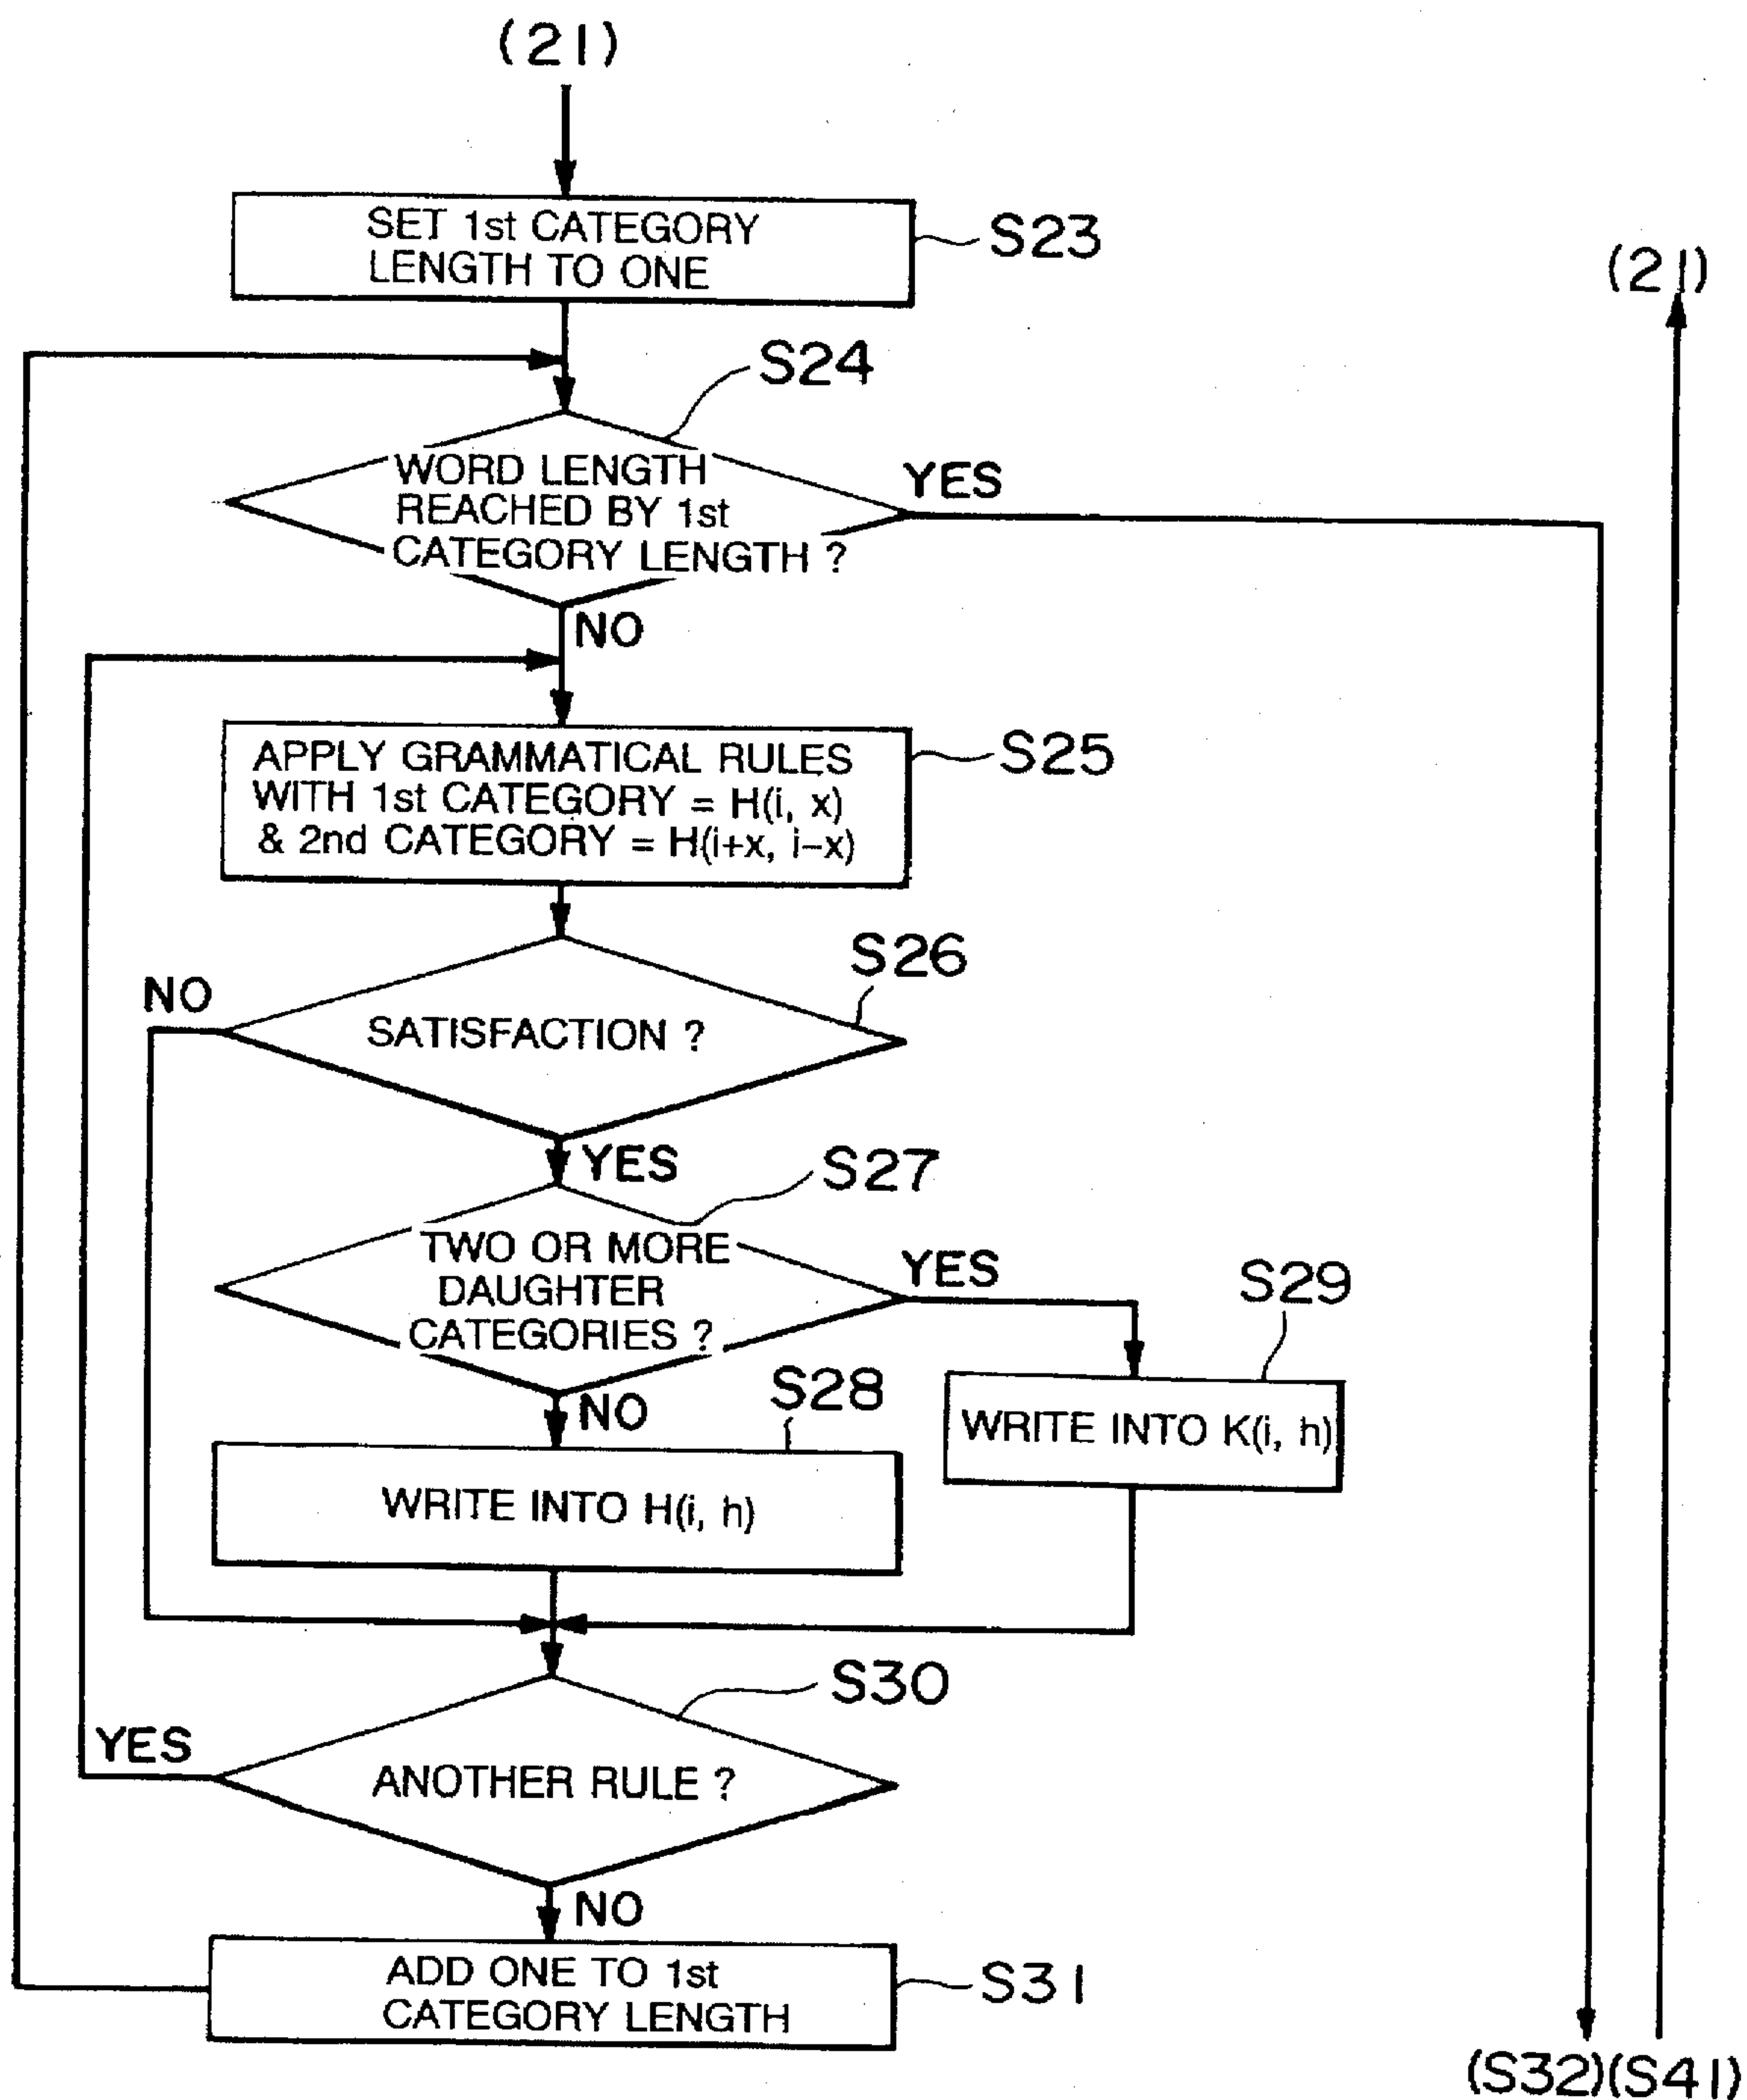 (21)
SET 1st CATEGORY
LENGTH TO ONE
S23
(21)
S24
WORD LENGTH
REACHED BY 1st
CATEGORY LENGTH ?
YES
NO
APPLY GRAMMATICAL RULES
WITH 1st CATEGORY = H(i, x)
& 2nd CATEGORY = H(i+x, i-x)
S25
S26
NO
SATISFACTION ?
YES
S27
TWO OR MORE
DAUGHTER
CATEGORIES ?
YES
S29
NO
S28
WRITE INTO K(i, h)
WRITE INTO H(i, h)
S30
YES
ANOTHER RULE ?
NO
ADD ONE TO 1st
CATEGORY LENGTH
S31
(S32)(S41)